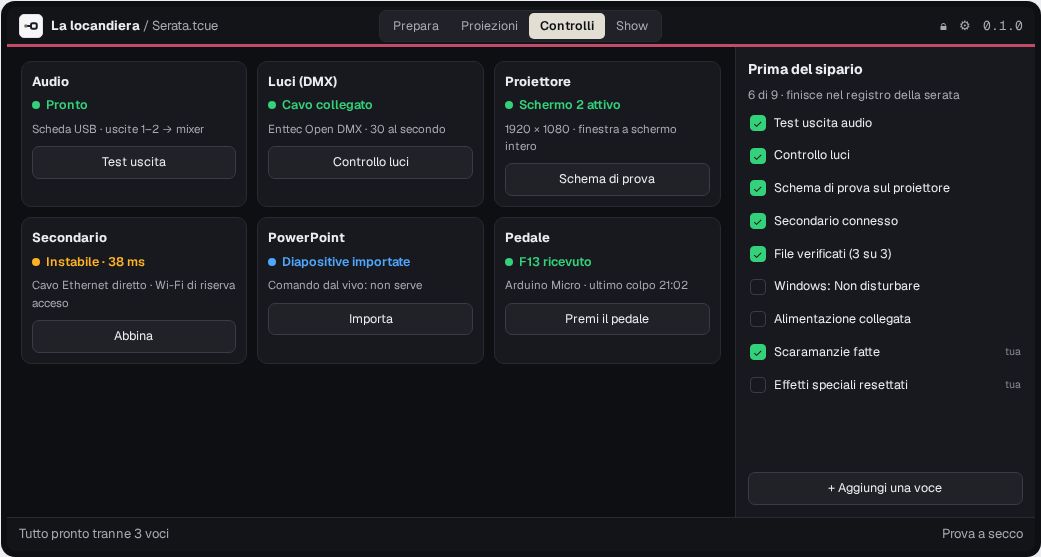 La locandiera / Serata.tcue
Prepara Proiezioni Controlli Show
0.1.0
Audio
Pronto
Scheda USB · uscite 1–2 → mixer
Test uscita
Luci (DMX)
Cavo collegato
Enttec Open DMX · 30 al secondo
Controllo luci
Proiettore
Schermo 2 attivo
1920 × 1080 · finestra a schermo
intero
Schema di prova
Secondario
Instabile · 38 ms
Cavo Ethernet diretto · Wi-Fi di riserva
acceso
Abbina
PowerPoint
Diapositive importate
Comando dal vivo: non serve
Importa
Pedale
F13 ricevuto
Arduino Micro · ultimo colpo 21:02
Premi il pedale
Prima del sipario
6 di 9 · finisce nel registro della serata
Test uscita audio
Controllo luci
Schema di prova sul proiettore
Secondario connesso
File verificati (3 su 3)
Windows: Non disturbare
Alimentazione collegata
Scaramanzie fatte tua
Effetti speciali resettati tua
+ Aggiungi una voce
Tutto pronto tranne 3 voci
Prova a secco